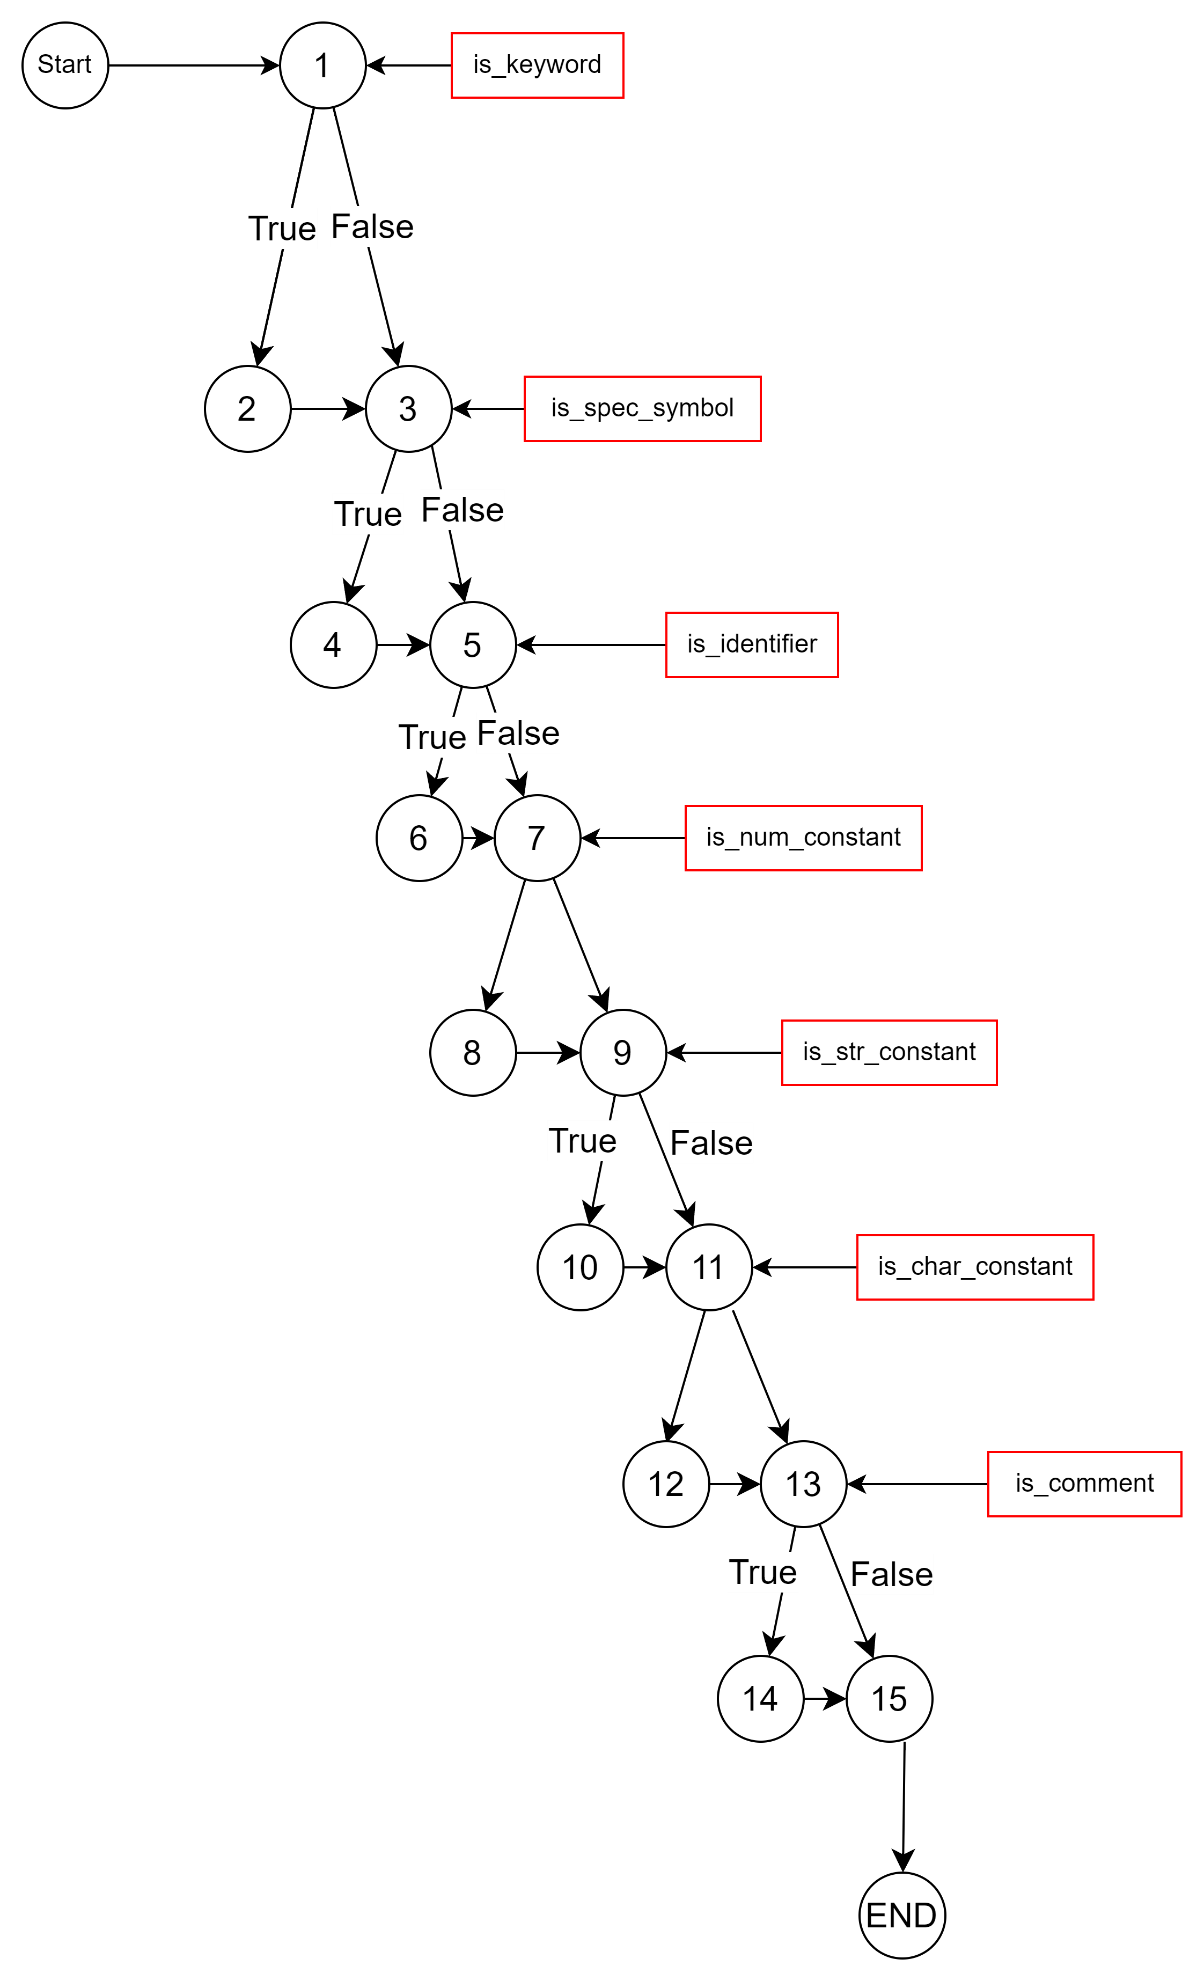 Start
1
is_keyword
True
False
2
3
is_spec_symbol
True
False
4
5
is_identifier
True
False
6
7
is_num_constant
8
9
is_str_constant
True
False
10
11
is_char_constant
12
13
is_comment
True
False
14
15
END